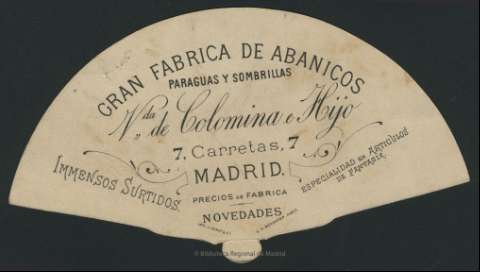 GRAN FABRICA DE ABANICOS
PARAGUAS Y SOMBRILLAS
V.da de Colomina e Hijo
7, Carretas, 7
MADRID.
IMMENSOS SURTIDOS.
ESPECIALIDAD EN ARTICULOS
DE FANTASIA.
PRECIOS DE FABRICA
NOVEDADES
© Biblioteca Regional de Madrid